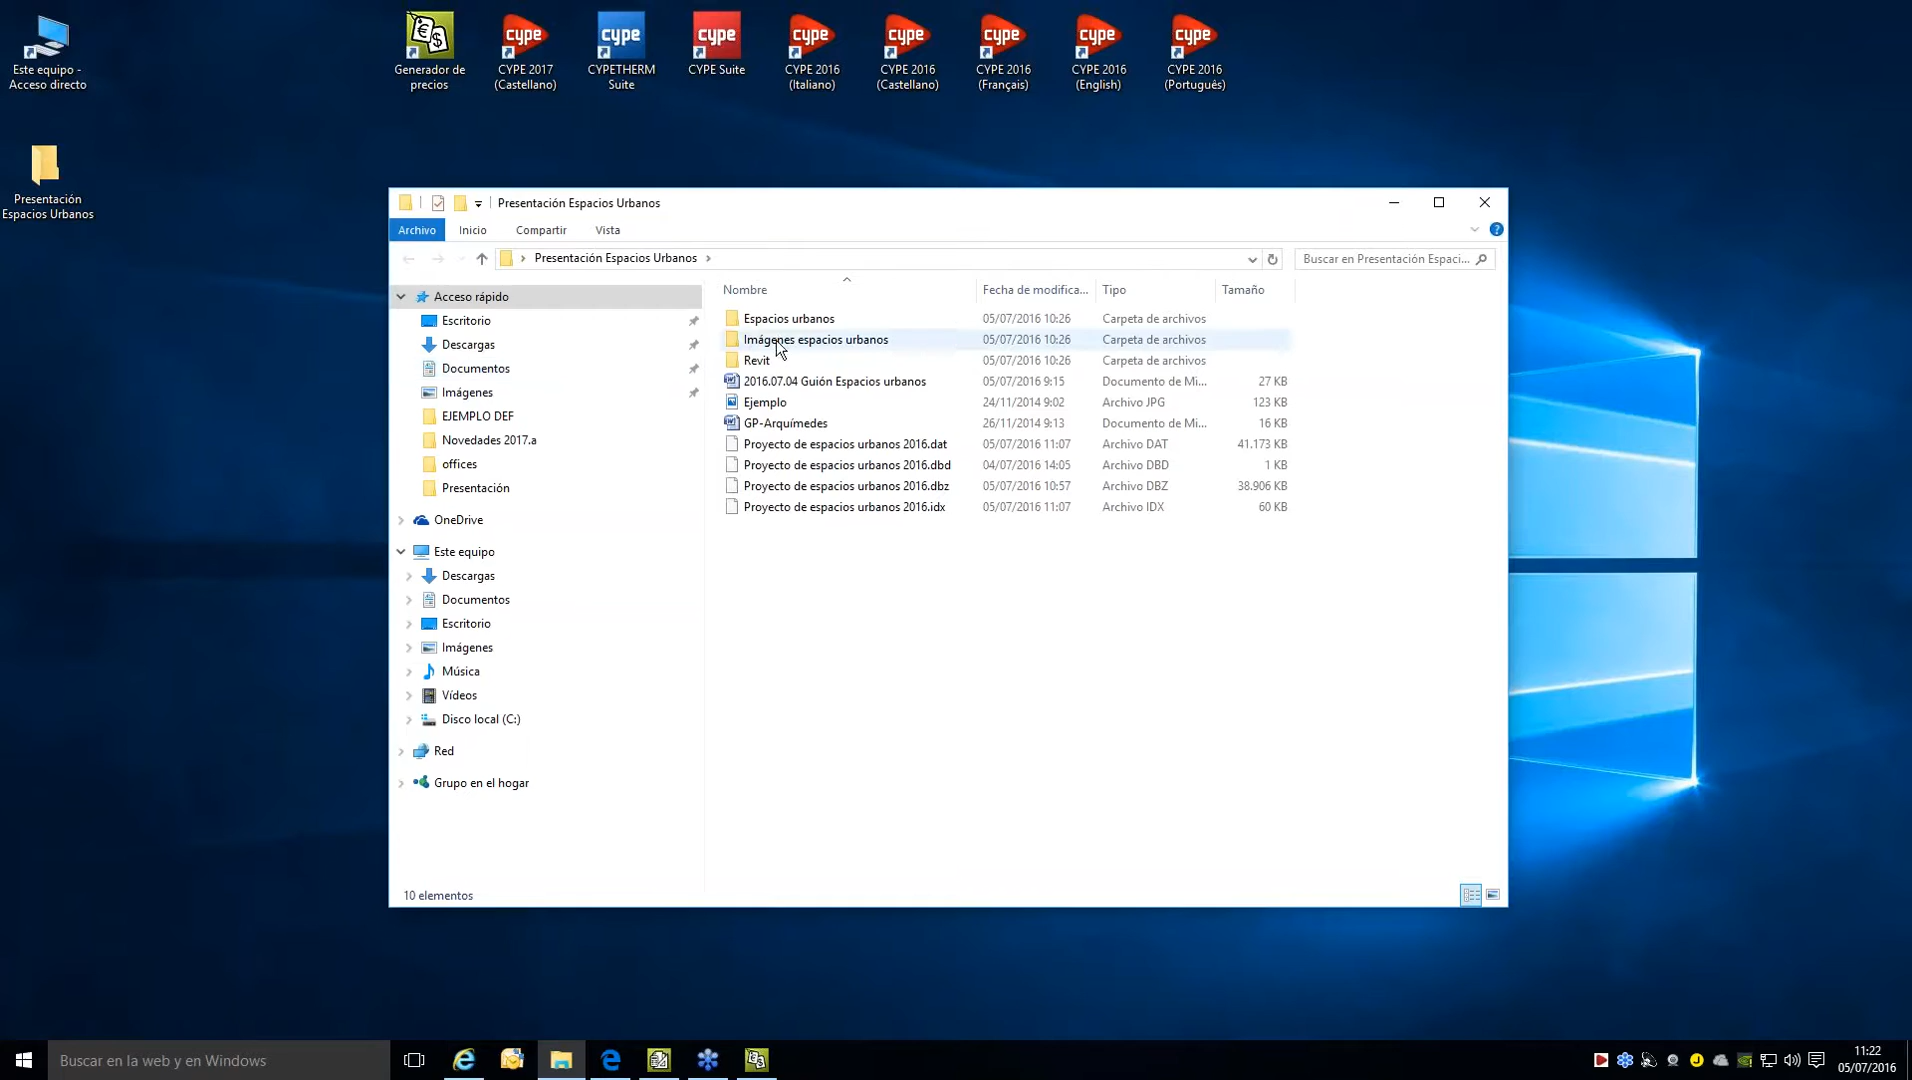 Este equipo -
Acceso directo
Generador de
precios
cype
CYPE 2017
(Castellano)
cype
CYPETHERM
Suite
cype
CYPE Suite
cype
CYPE 2016
(Italiano)
cype
CYPE 2016
(Castellano)
cype
CYPE 2016
(Français)
cype
CYPE 2016
(English)
cype
CYPE 2016
(Português)
Presentación
Espacios Urbanos
Presentación Espacios Urbanos
Archivo Inicio Compartir Vista
Presentación Espacios Urbanos
Buscar en Presentación Espaci...
Acceso rápido
Escritorio
Descargas
Documentos
Imágenes
EJEMPLO DEF
Novedades 2017.a
offices
Presentación
OneDrive
Este equipo
Descargas
Documentos
Escritorio
Imágenes
Música
Vídeos
Disco local (C:)
Red
Grupo en el hogar
Nombre Fecha de modifica... Tipo Tamaño
Espacios urbanos 05/07/2016 10:26 Carpeta de archivos
Imágenes espacios urbanos 05/07/2016 10:26 Carpeta de archivos
Revit 05/07/2016 10:26 Carpeta de archivos
2016.07.04 Guión Espacios urbanos 05/07/2016 9:15 Documento de Mi... 27 KB
Ejemplo 24/11/2014 9:02 Archivo JPG 123 KB
GP-Arquímedes 26/11/2014 9:13 Documento de Mi... 16 KB
Proyecto de espacios urbanos 2016.dat 05/07/2016 11:07 Archivo DAT 41.173 KB
Proyecto de espacios urbanos 2016.dbd 04/07/2016 14:05 Archivo DBD 1 KB
Proyecto de espacios urbanos 2016.dbz 05/07/2016 10:57 Archivo DBZ 38.906 KB
Proyecto de espacios urbanos 2016.idx 05/07/2016 11:07 Archivo IDX 60 KB
10 elementos
Buscar en la web y en Windows
11:22
05/07/2016